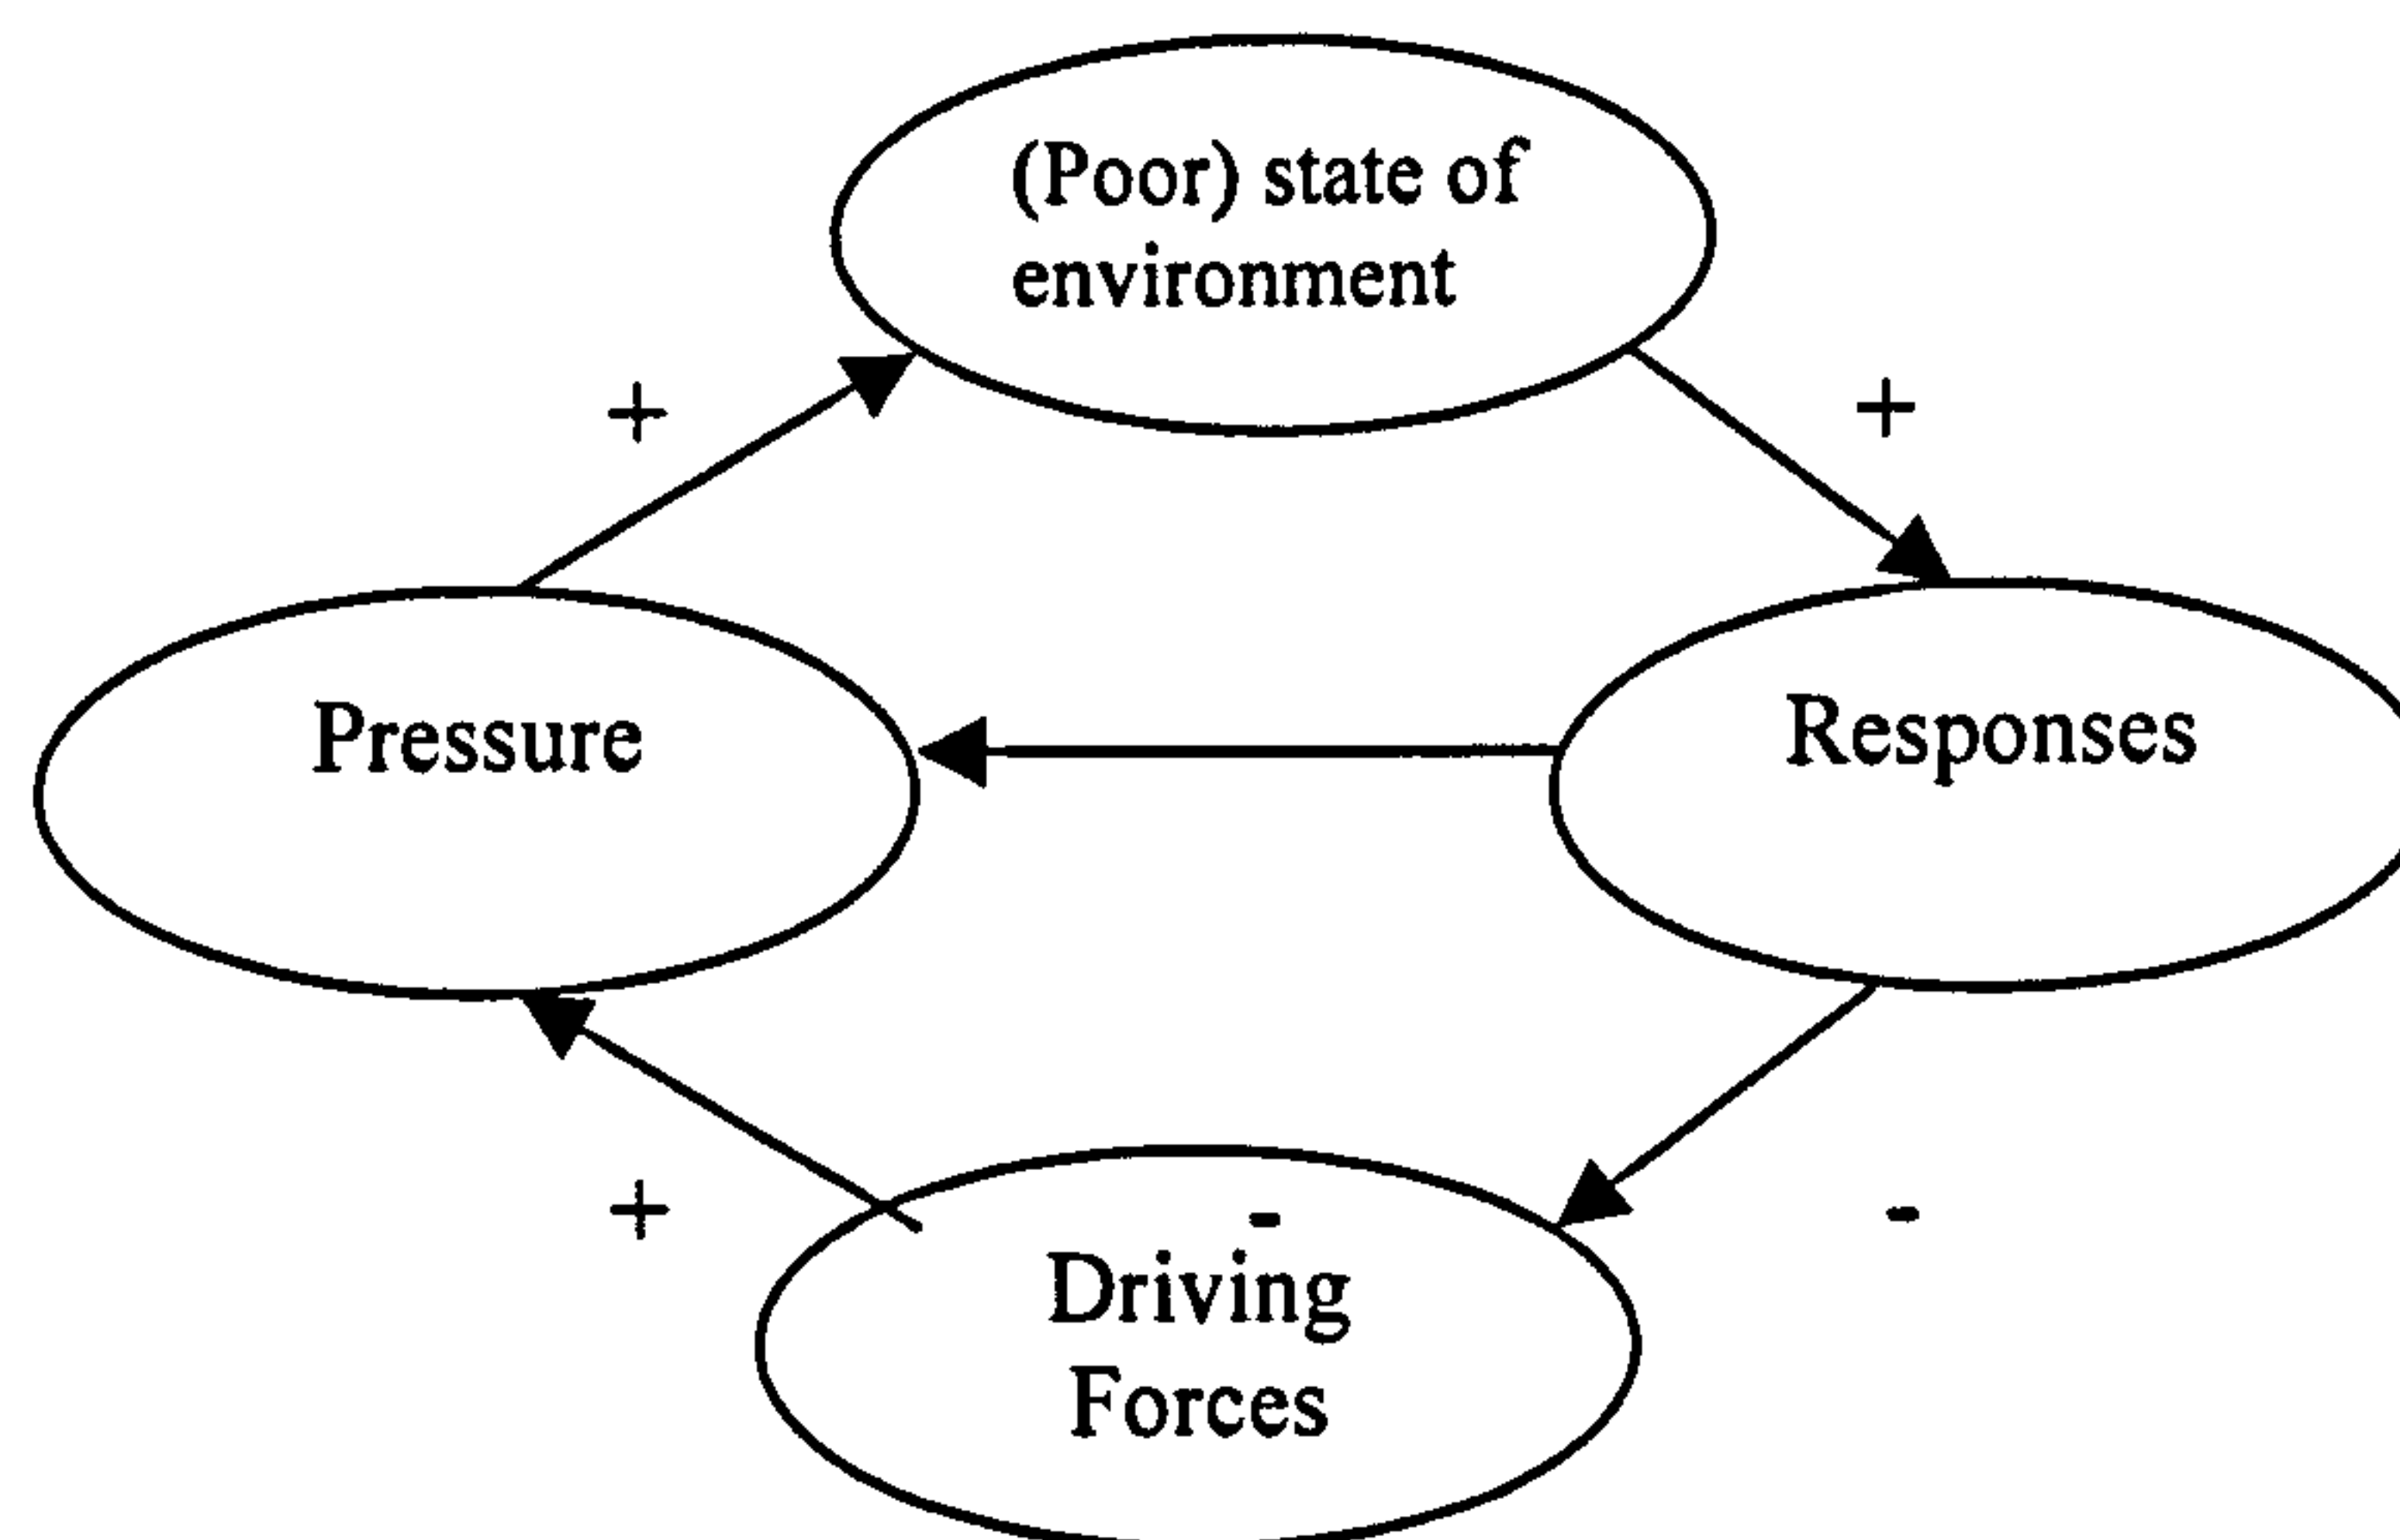 (Poor) state of
environment
+
+
Pressure
Responses
+
-
-
Driving
Forces